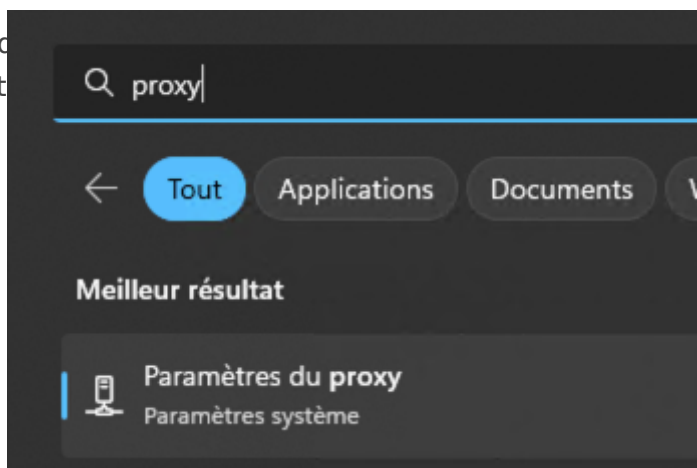 proxy
Tout Applications Documents
Meilleur résultat
Paramètres du proxy
Paramètres système